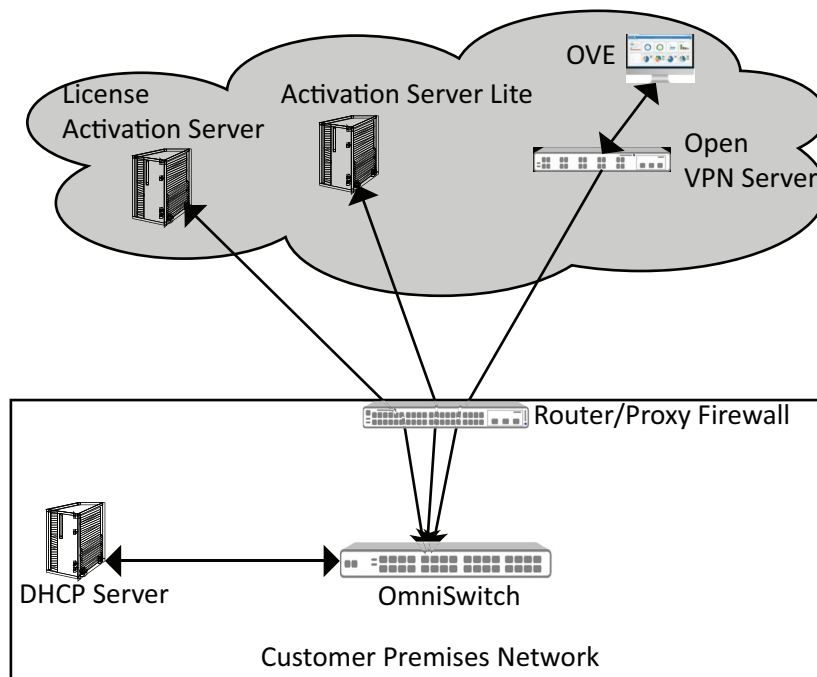 OVE
License
Activation Server
Activation Server Lite
Open
VPN Server
Router/Proxy Firewall
DHCP Server
OmniSwitch
Customer Premises Network